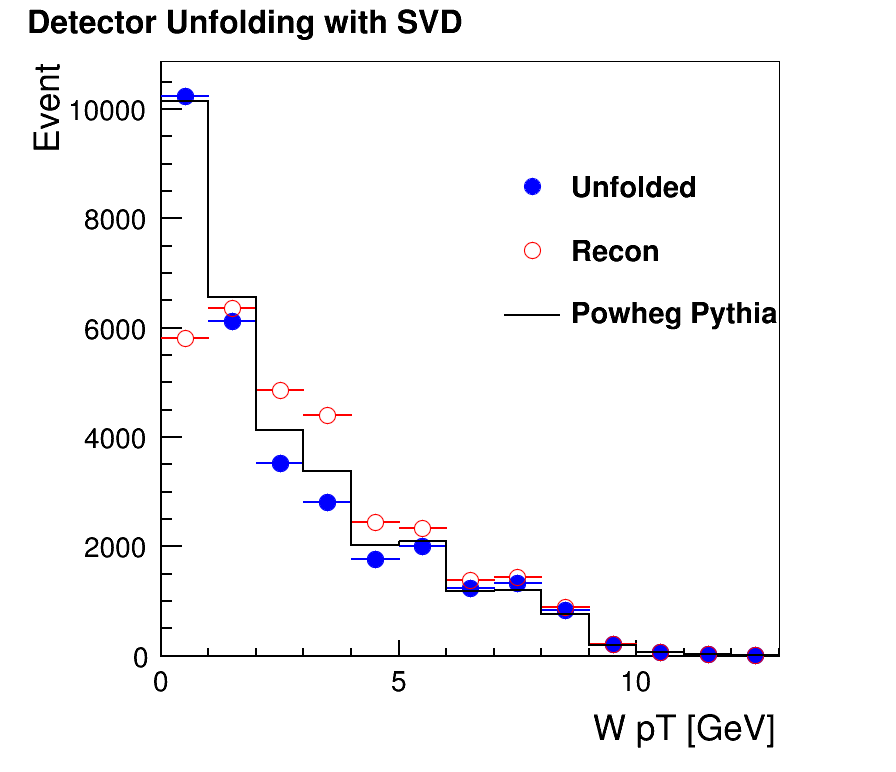 Detector Unfolding with SVD
Event
10000
8000
6000
4000
2000
0
Unfolded
Recon
Powheg Pythia
0 5 10
W pT [GeV]